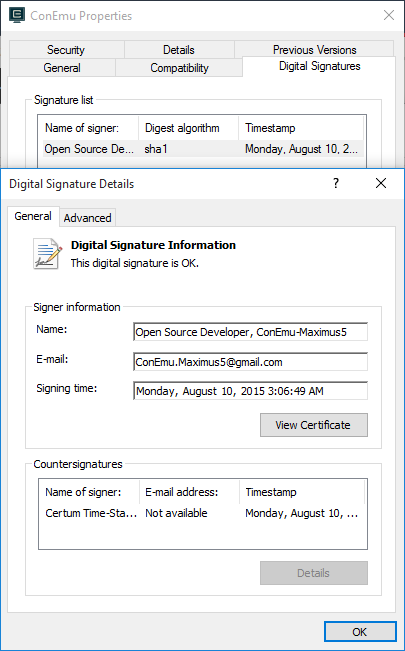 ConEmu Properties
Security Details Previous Versions
General Compatibility Digital Signatures
Signature list
Name of signer: Digest algorithm Timestamp
Open Source De... sha1 Monday, August 10, 2...
Digital Signature Details ?
General Advanced
Digital Signature Information
This digital signature is OK.
Signer information
Name: Open Source Developer, ConEmu-Maximus5
E-mail: ConEmu.Maximus5@gmail.com
Signing time: Monday, August 10, 2015 3:06:49 AM
View Certificate
Countersignatures
Name of signer: E-mail address: Timestamp
Certum Time-Sta... Not available Monday, August 10, ...
Details
OK